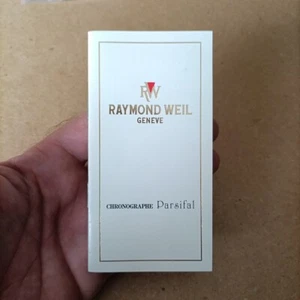 RW
RAYMOND WEIL
GENEVE
CHRONOGRAPHE Parsifal